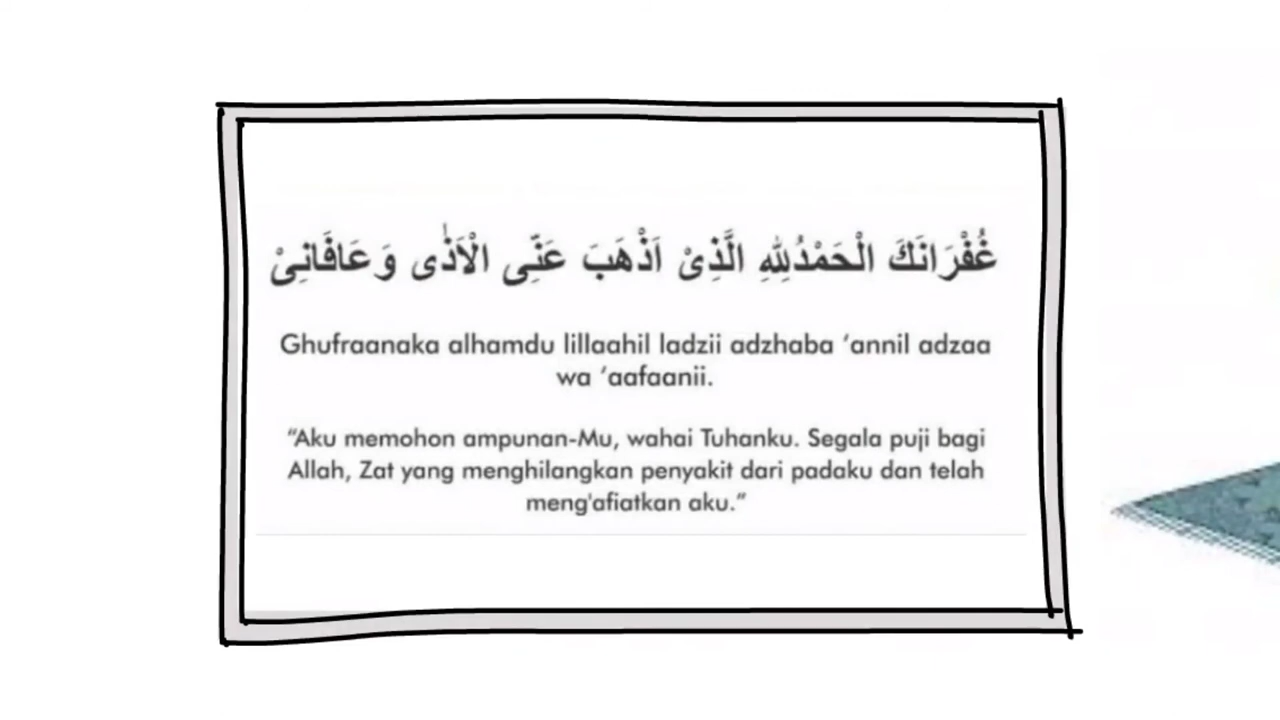 غُفْرَانَكَ الْحَمْدُلِلّٰهِ الَّذِىْ اَذْهَبَ عَنِّى الْاَذٰى وَعَافَانِىْ
Ghufraanaka alhamdu lillaahil ladzii adzhaba ‘annil adzaa
wa ‘aafaanii.
“Aku memohon ampunan-Mu, wahai Tuhanku. Segala puji bagi
Allah, Zat yang menghilangkan penyakit dari padaku dan telah
meng'afiatkan aku.”